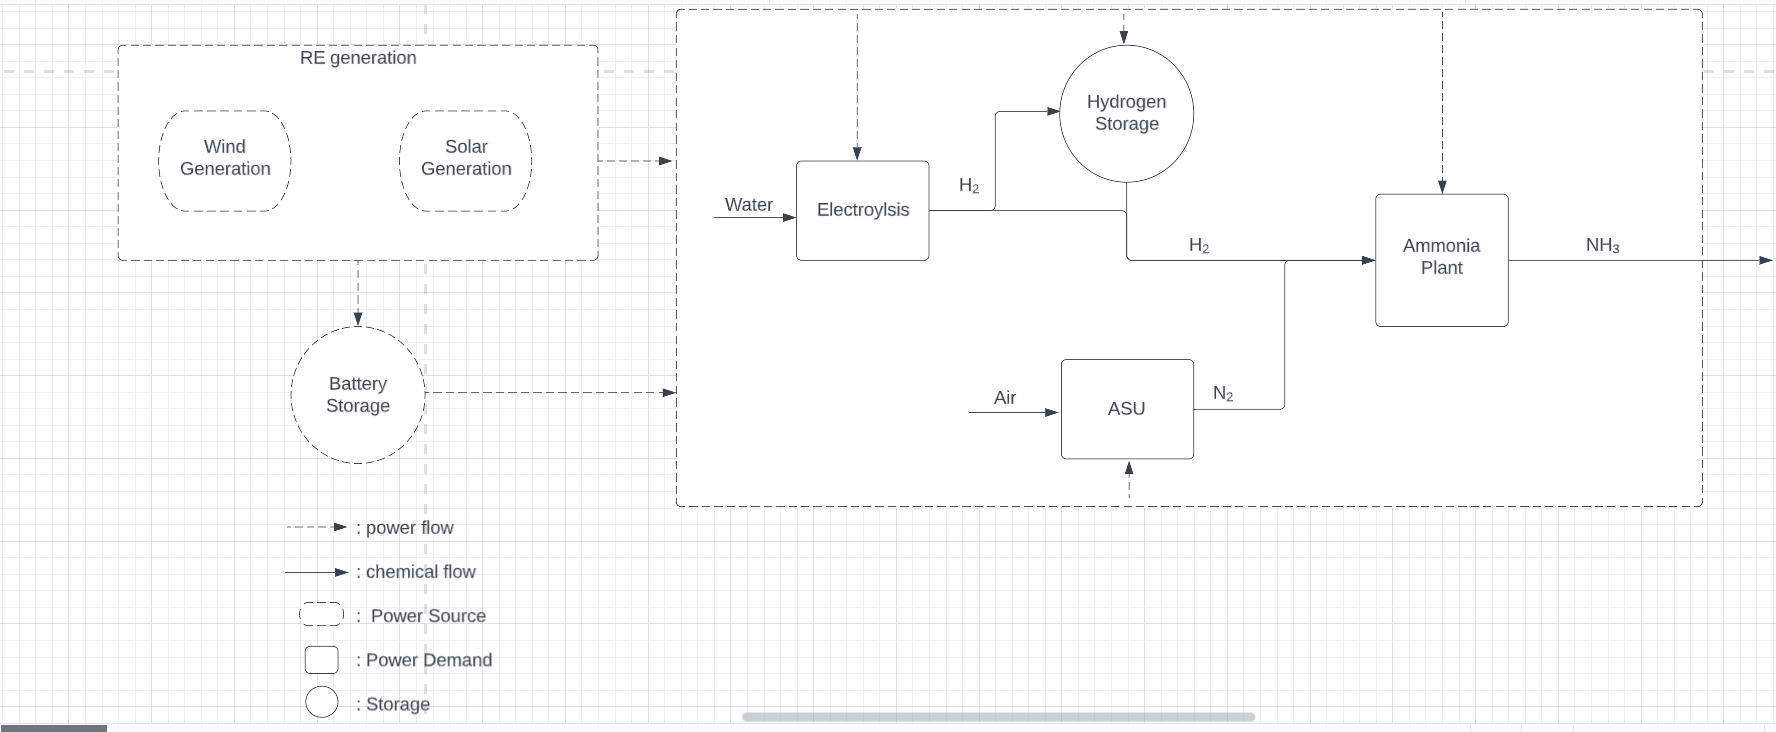 RE generation
Wind
Generation
Solar
Generation
Battery
Storage
Water
Electroylsis
H₂
Hydrogen
Storage
H₂
Air
ASU
N₂
Ammonia
Plant
NH₃
: power flow
: chemical flow
: Power Source
: Power Demand
: Storage